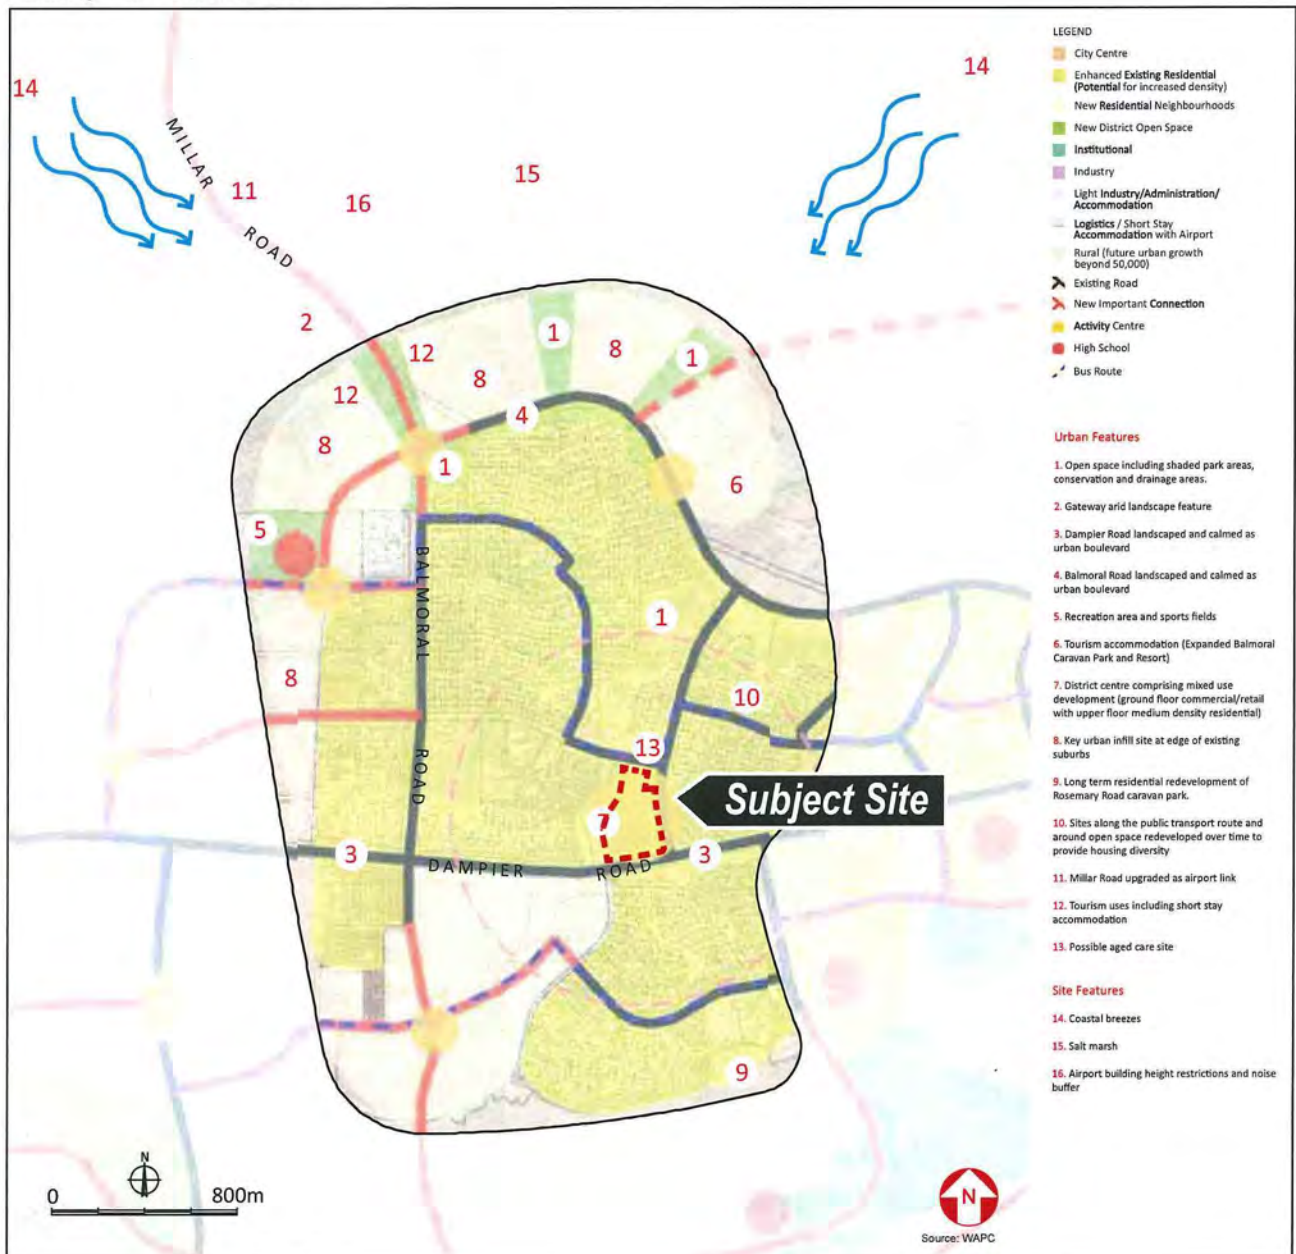 14
14
MILLAR ROAD
11
16
15
2
12
12
8
8
1
8
1
4
1
8
5
6
BALMORAL ROAD
1
8
10
13
Subject Site
7
3
DAMPIER ROAD
3
9
N
0 800m
N
Source: WAPC
LEGEND
City Centre
Enhanced Existing Residential
(Potential for increased density)
New Residential Neighbourhoods
New District Open Space
Institutional
Industry
Light Industry/Administration/
Accommodation
Logistics / Short Stay
Accommodation with Airport
Rural (future urban growth
beyond 50,000)
Existing Road
New Important Connection
Activity Centre
High School
Bus Route
Urban Features
1. Open space including shaded park areas,
conservation and drainage areas.
2. Gateway arid landscape feature
3. Dampier Road landscaped and calmed as
urban boulevard
4. Balmoral Road landscaped and calmed as
urban boulevard
5. Recreation area and sports fields
6. Tourism accommodation (Expanded Balmoral
Caravan Park and Resort)
7. District centre comprising mixed use
development (ground floor commercial/retail
with upper floor medium density residential)
8. Key urban infill site at edge of existing
suburbs
9. Long term residential redevelopment of
Rosemary Road caravan park.
10. Sites along the public transport route and
around open space redeveloped over time to
provide housing diversity
11. Millar Road upgraded as airport link
12. Tourism uses including short stay
accommodation
13. Possible aged care site
Site Features
14. Coastal breezes
15. Salt marsh
16. Airport building height restrictions and noise
buffer